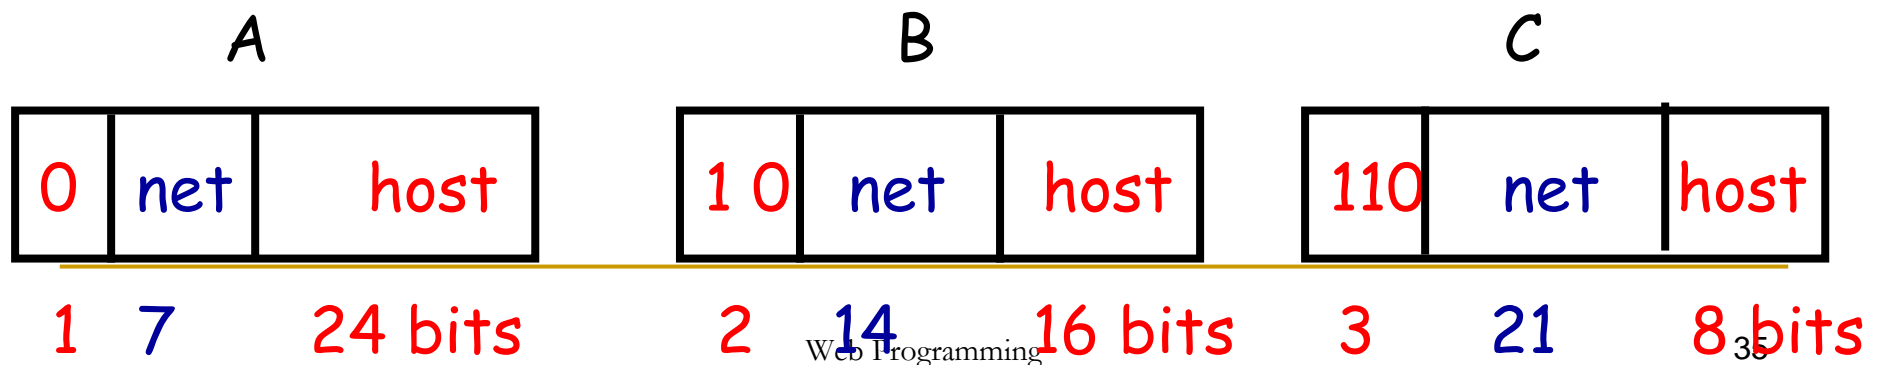 A B C
0 net host 1 0 net host 110 net host
1 7 24 bits 2 14 16 bits 3 21 8 bits
Web Programming 35